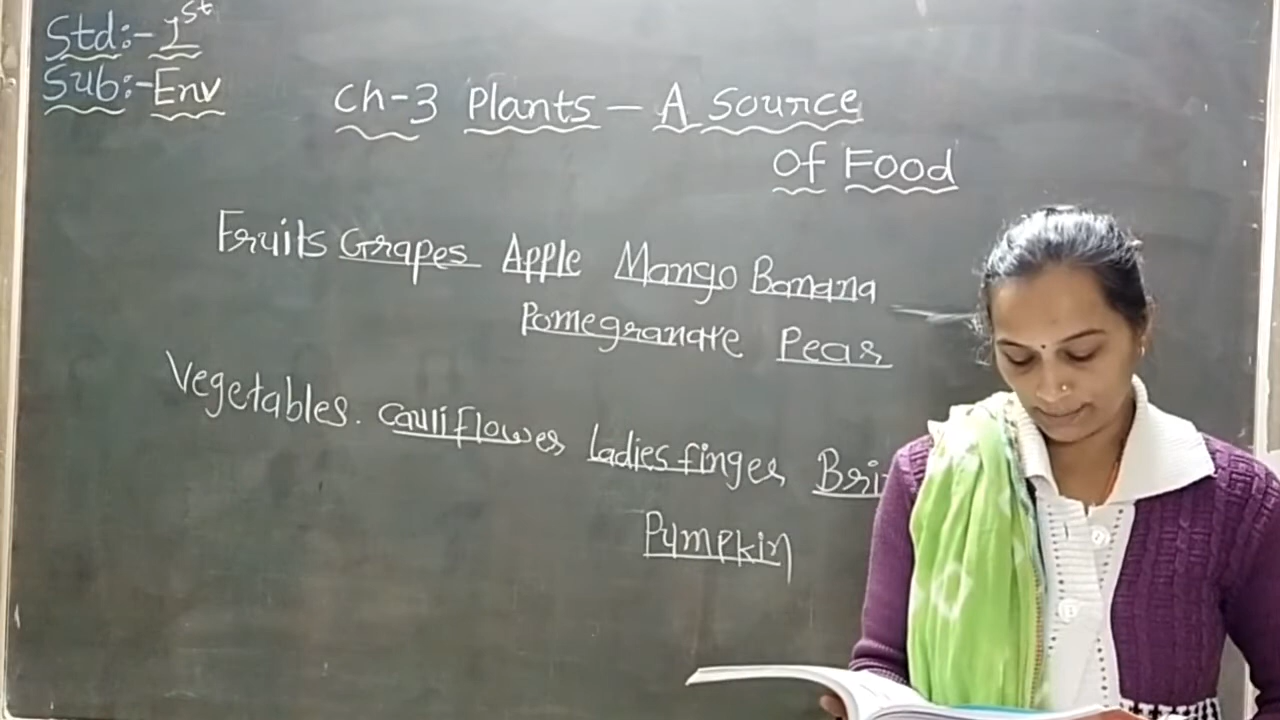 Std:- 1st
Sub:- Env
Ch-3 Plants – A Source
Of Food
Fruits Grapes Apple Mango Banana
Pomegranate Pear
Vegetables. Cauliflower ladies finger
Pumpkin